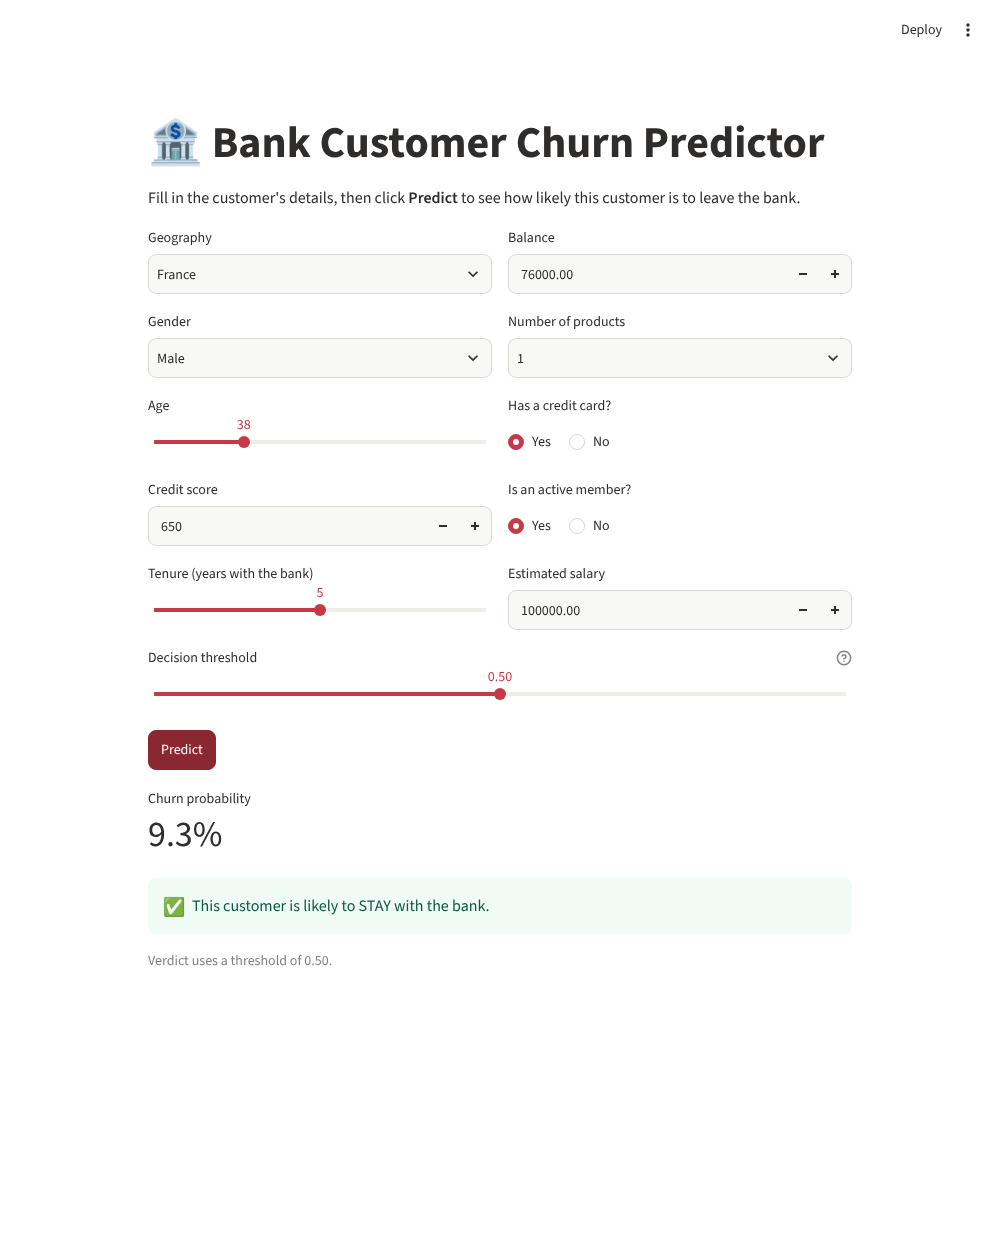 Deploy
Bank Customer Churn Predictor
Fill in the customer's details, then click Predict to see how likely this customer is to leave the bank.
Geography
France
Balance
76000.00
Gender
Male
Number of products
1
Age
38
Has a credit card?
Yes No
Credit score
650
Is an active member?
Yes No
Tenure (years with the bank)
5
Estimated salary
100000.00
Decision threshold
0.50
Predict
Churn probability
9.3%
This customer is likely to STAY with the bank.
Verdict uses a threshold of 0.50.